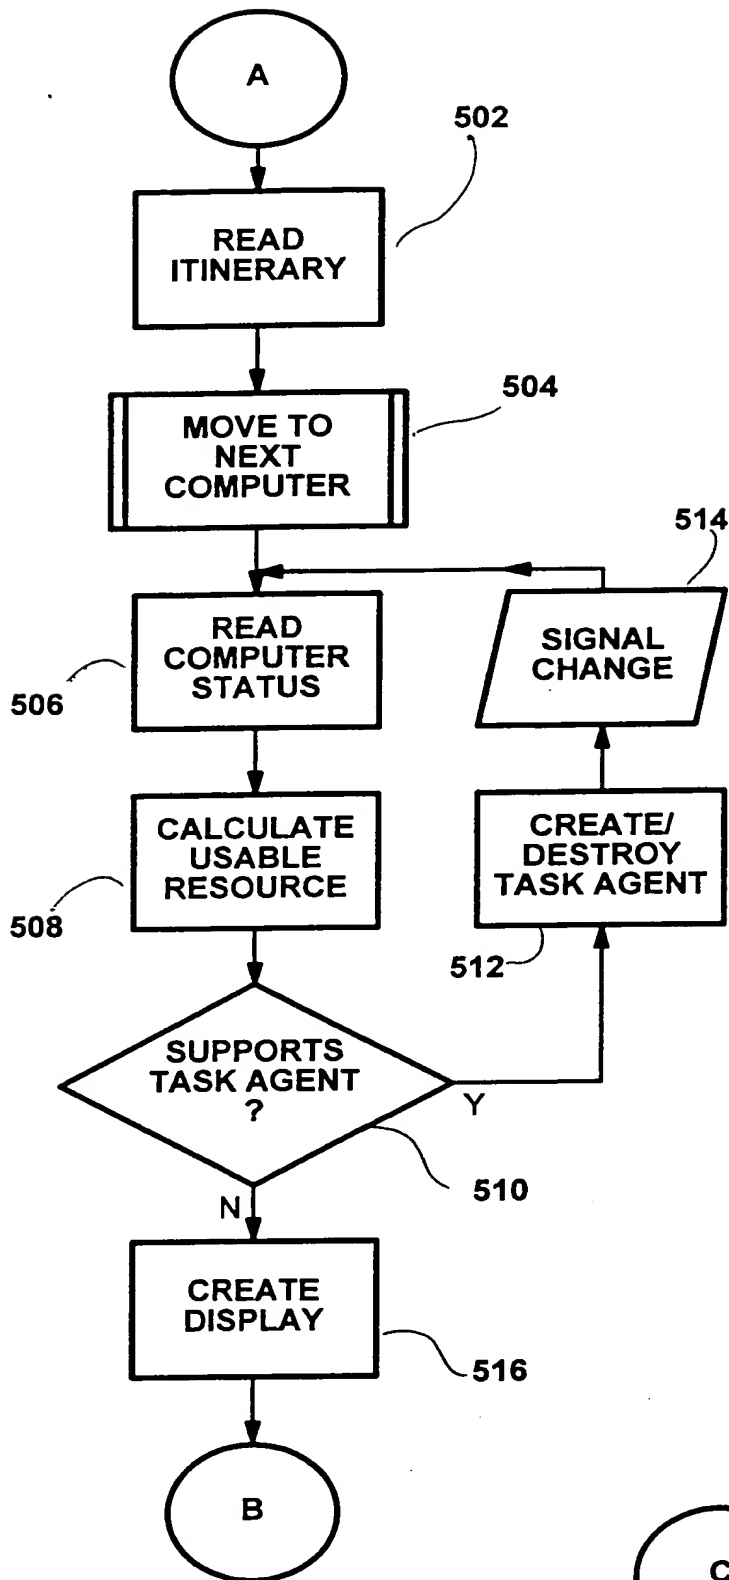 A
502
READ
ITINERARY
504
MOVE TO
NEXT
COMPUTER
514
READ
COMPUTER
STATUS
SIGNAL
CHANGE
506
CALCULATE
USABLE
RESOURCE
CREATE/
DESTROY
TASK AGENT
508
512
SUPPORTS
TASK AGENT
?
Y
510
N
CREATE
DISPLAY
516
B
C